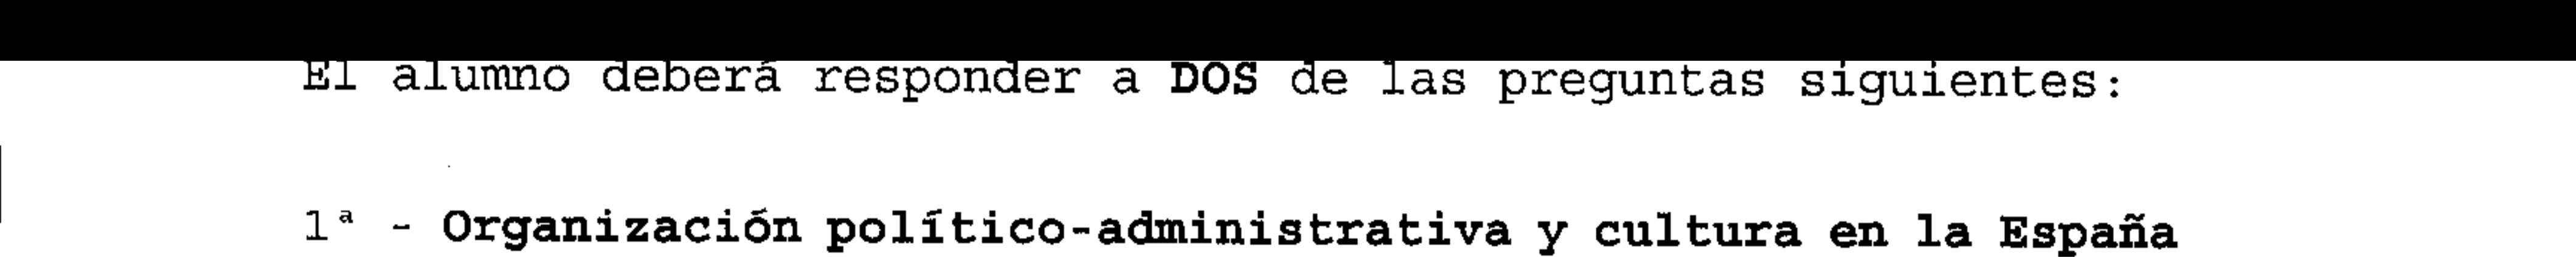 El alumno deberá responder a DOS de las preguntas siguientes:
1ª - Organización político-administrativa y cultura en la España